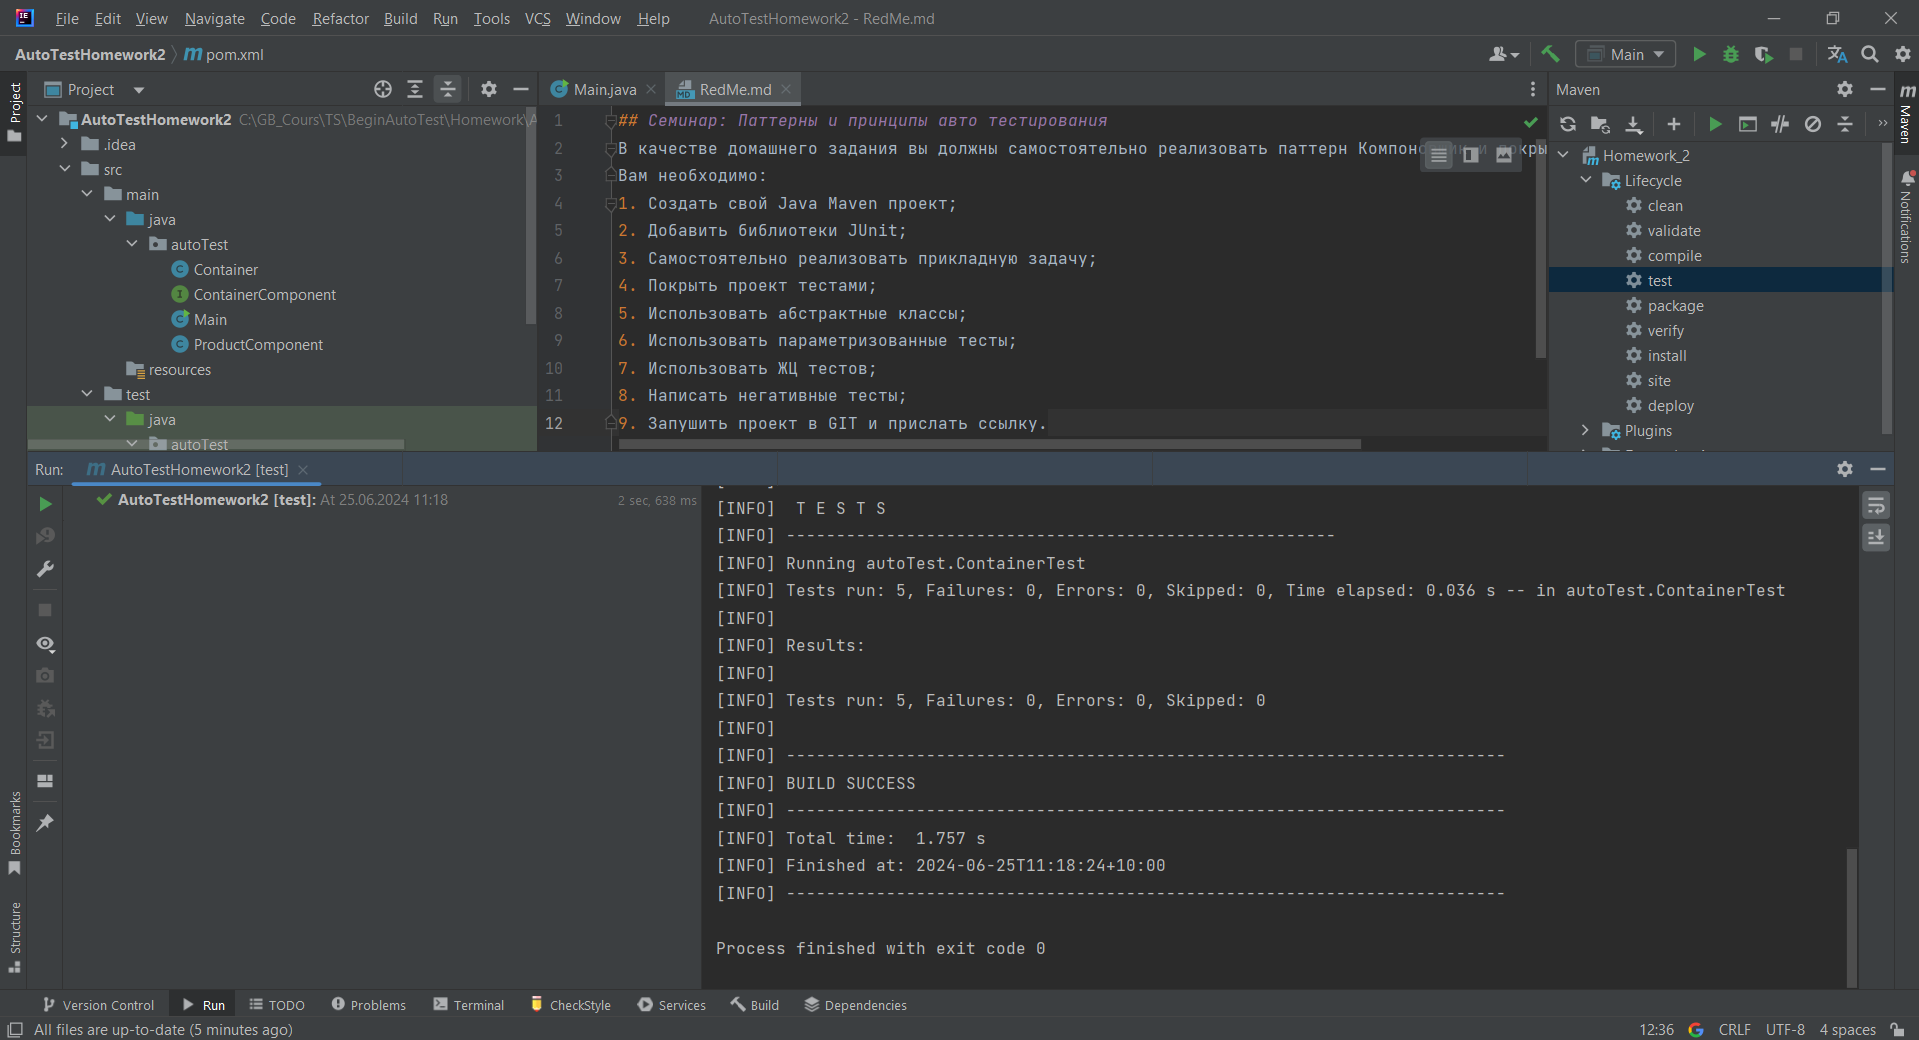 File Edit View Navigate Code Refactor Build Run Tools VCS Window Help AutoTestHomework2 - RedMe.md
AutoTestHomework2 pom.xml Main
Project
Project
Main.java RedMe.md
Maven
Maven
Notifications
AutoTestHomework2 C:\GB_Cours\TS\BeginAutoTest\Homework\A
.idea
src
main
java
autoTest
Container
ContainerComponent
Main
ProductComponent
resources
test
java
autoTest
1 ## Семинар: Паттерны и принципы авто тестирования
2 В качестве домашнего задания вы должны самостоятельно реализовать паттерн
3 Вам необходимо:
4 1. Создать свой Java Maven проект;
5 2. Добавить библиотеки JUnit;
6 3. Самостоятельно реализовать прикладную задачу;
7 4. Покрыть проект тестами;
8 5. Использовать абстрактные классы;
9 6. Использовать параметризованные тесты;
10 7. Использовать ЖЦ тестов;
11 8. Написать негативные тесты;
12 9. Запушить проект в GIT и прислать ссылку.
Homework_2
Lifecycle
clean
validate
compile
test
package
verify
install
site
deploy
Plugins
Run: AutoTestHomework2 [test]
AutoTestHomework2 [test]: At 25.06.2024 11:18 2 sec, 638 ms
[INFO] T E S T S
[INFO] -------------------------------------------------------
[INFO] Running autoTest.ContainerTest
[INFO] Tests run: 5, Failures: 0, Errors: 0, Skipped: 0, Time elapsed: 0.036 s -- in autoTest.ContainerTest
[INFO]
[INFO] Results:
[INFO]
[INFO] Tests run: 5, Failures: 0, Errors: 0, Skipped: 0
[INFO]
[INFO] ------------------------------------------------------------------------
[INFO] BUILD SUCCESS
[INFO] ------------------------------------------------------------------------
[INFO] Total time:  1.757 s
[INFO] Finished at: 2024-06-25T11:18:24+10:00
[INFO] ------------------------------------------------------------------------
Process finished with exit code 0
Bookmarks
Structure
Version Control Run TODO Problems Terminal CheckStyle Services Build Dependencies
All files are up-to-date (5 minutes ago) 12:36 CRLF UTF-8 4 spaces